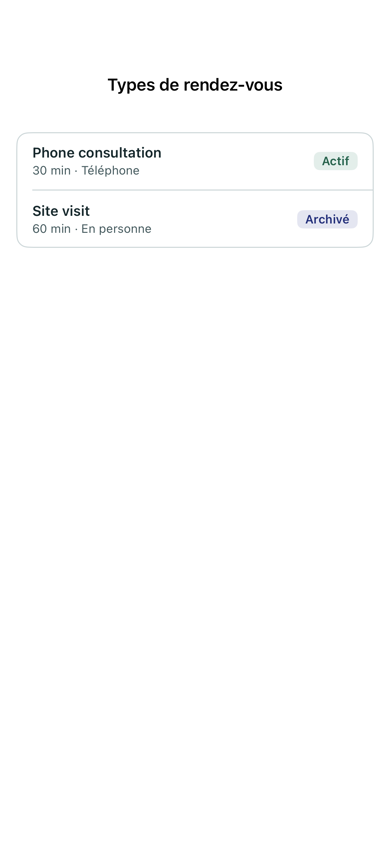 Types de rendez-vous
Phone consultation
30 min · Téléphone
Actif
Site visit
60 min · En personne
Archivé